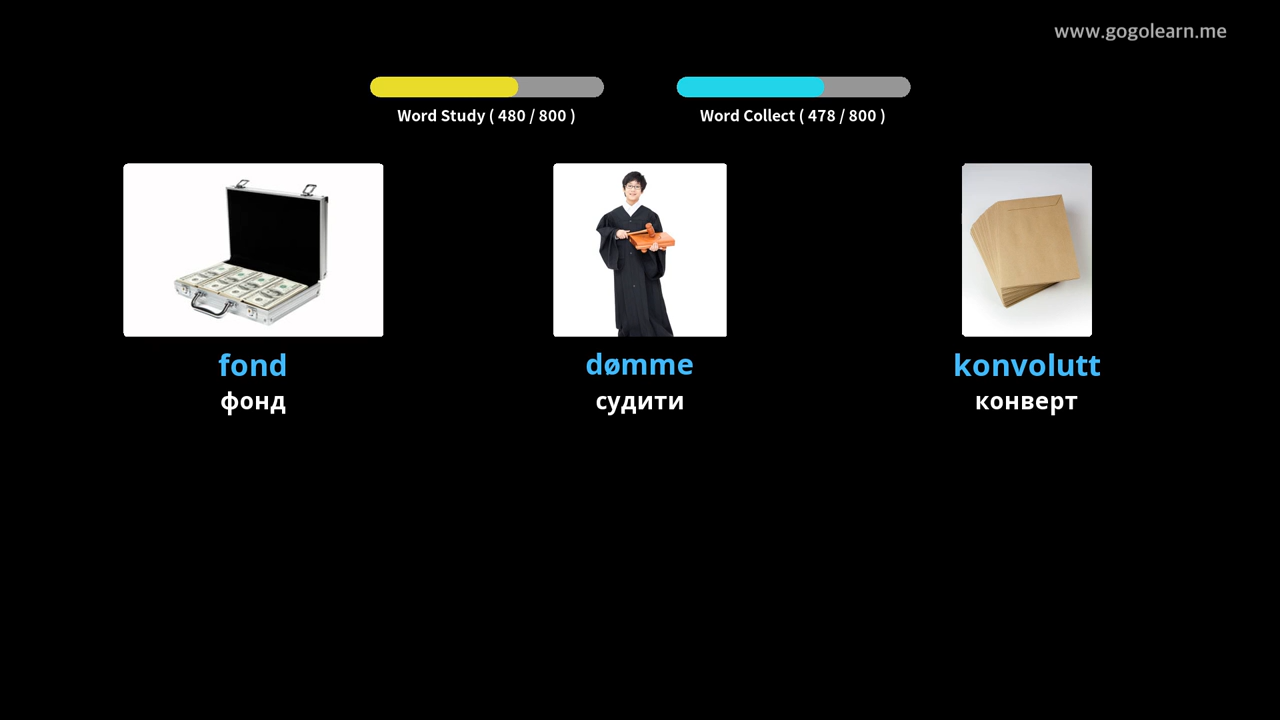 www.gogolearn.me
Word Study ( 480 / 800 )
Word Collect ( 478 / 800 )
fond
фонд
dømme
судити
konvolutt
конверт